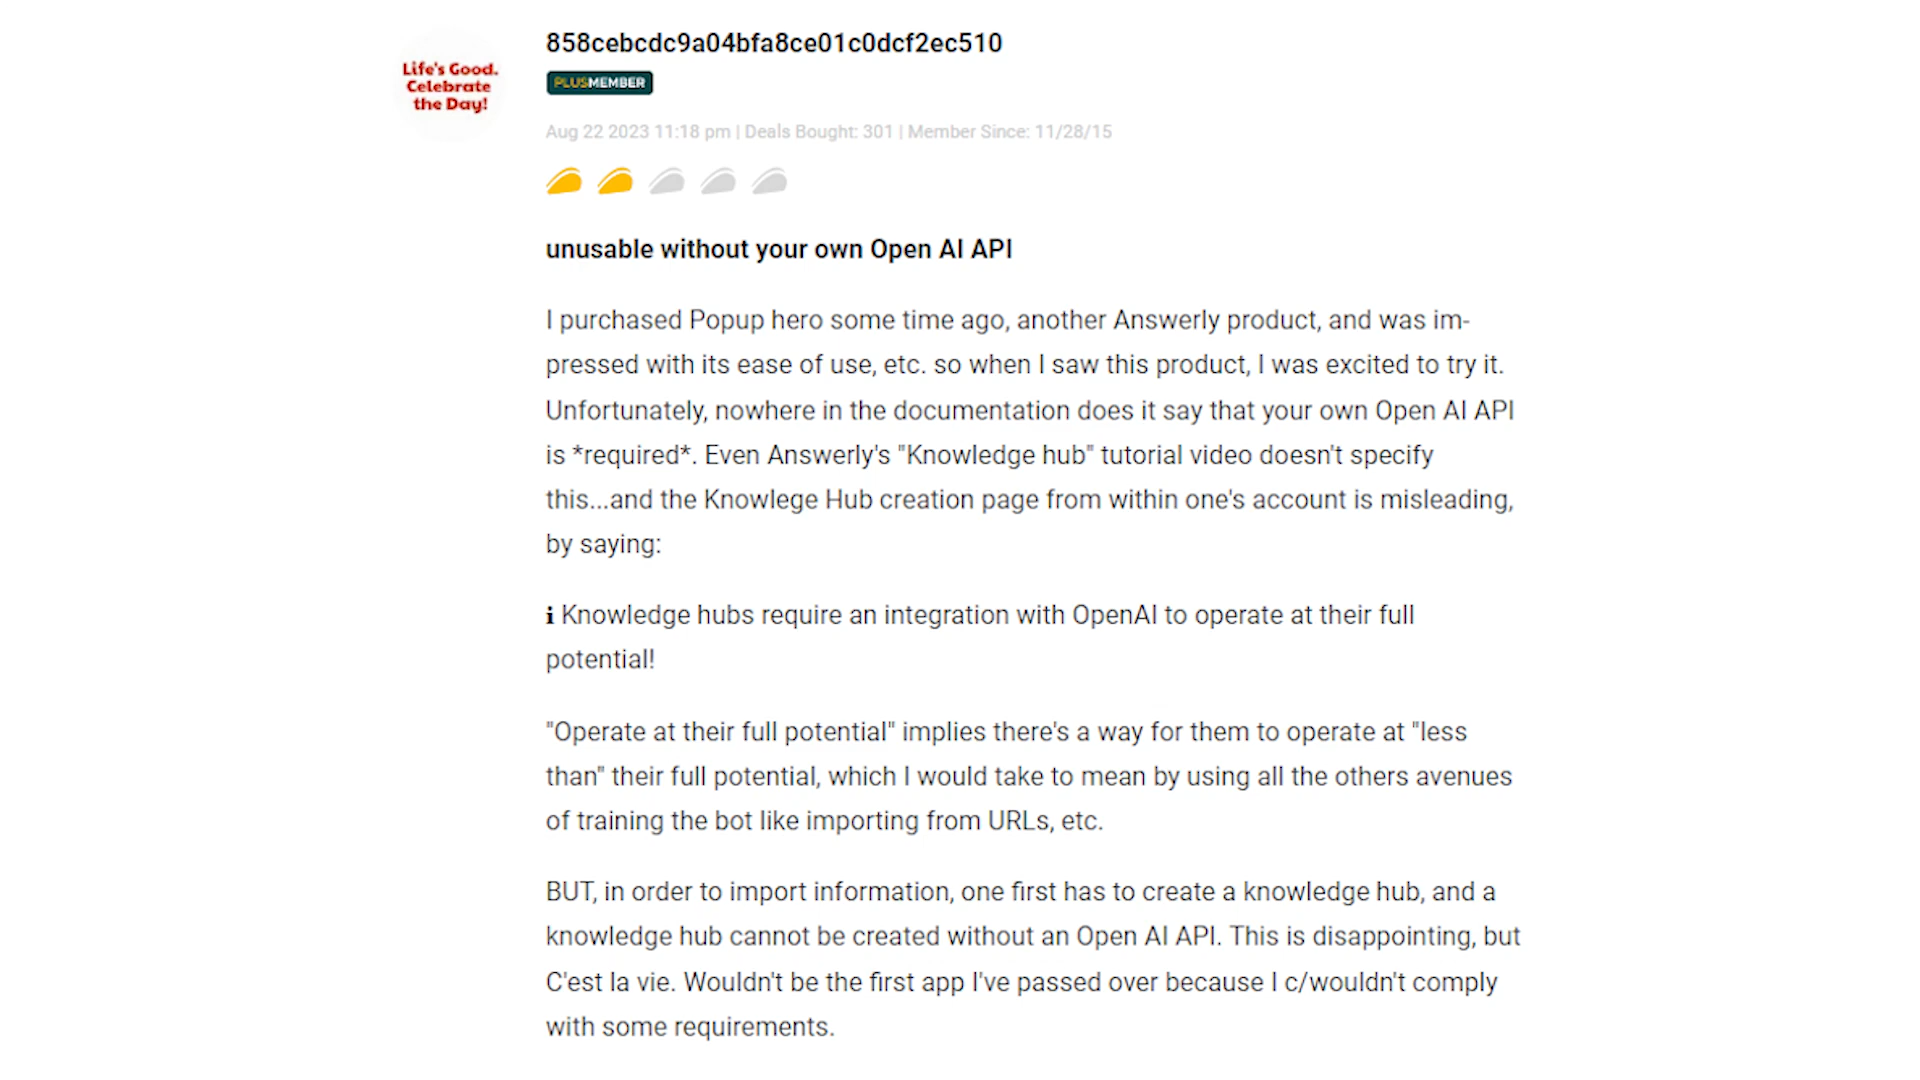 858cebcdc9a04bfa8ce01c0dcf2ec510
Life's Good.
Celebrate
the Day!
PLUSMEMBER
Aug 22 2023 11:18 pm | Deals Bought: 301 | Member Since: 11/28/15
unusable without your own Open AI API
I purchased Popup hero some time ago, another Answerly product, and was im-
pressed with its ease of use, etc. so when I saw this product, I was excited to try it.
Unfortunately, nowhere in the documentation does it say that your own Open AI API
is *required*. Even Answerly's "Knowledge hub" tutorial video doesn't specify
this...and the Knowlege Hub creation page from within one's account is misleading,
by saying:
ℹ Knowledge hubs require an integration with OpenAI to operate at their full
potential!
"Operate at their full potential" implies there's a way for them to operate at "less
than" their full potential, which I would take to mean by using all the others avenues
of training the bot like importing from URLs, etc.
BUT, in order to import information, one first has to create a knowledge hub, and a
knowledge hub cannot be created without an Open AI API. This is disappointing, but
C'est la vie. Wouldn't be the first app I've passed over because I c/wouldn't comply
with some requirements.